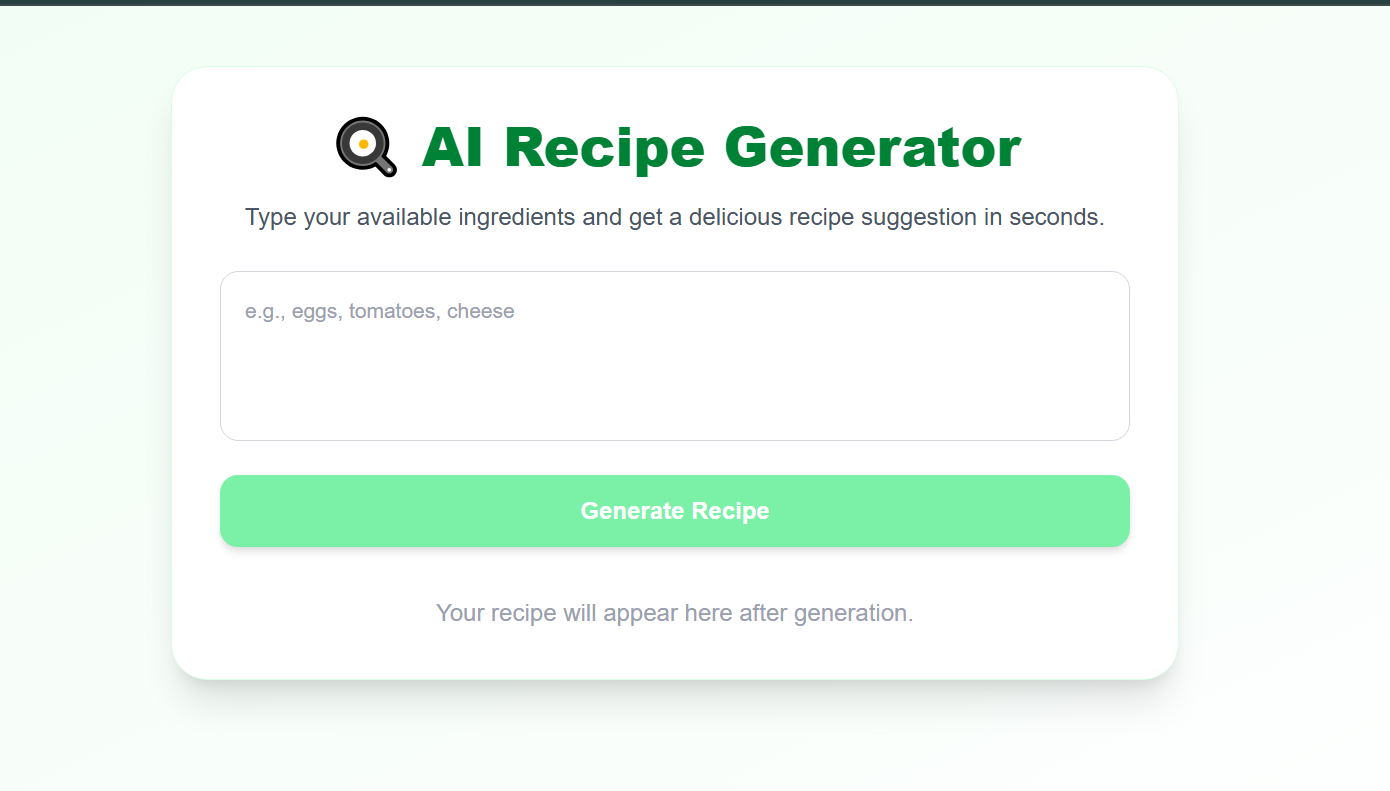 AI Recipe Generator
Type your available ingredients and get a delicious recipe suggestion in seconds.
e.g., eggs, tomatoes, cheese
Generate Recipe
Your recipe will appear here after generation.